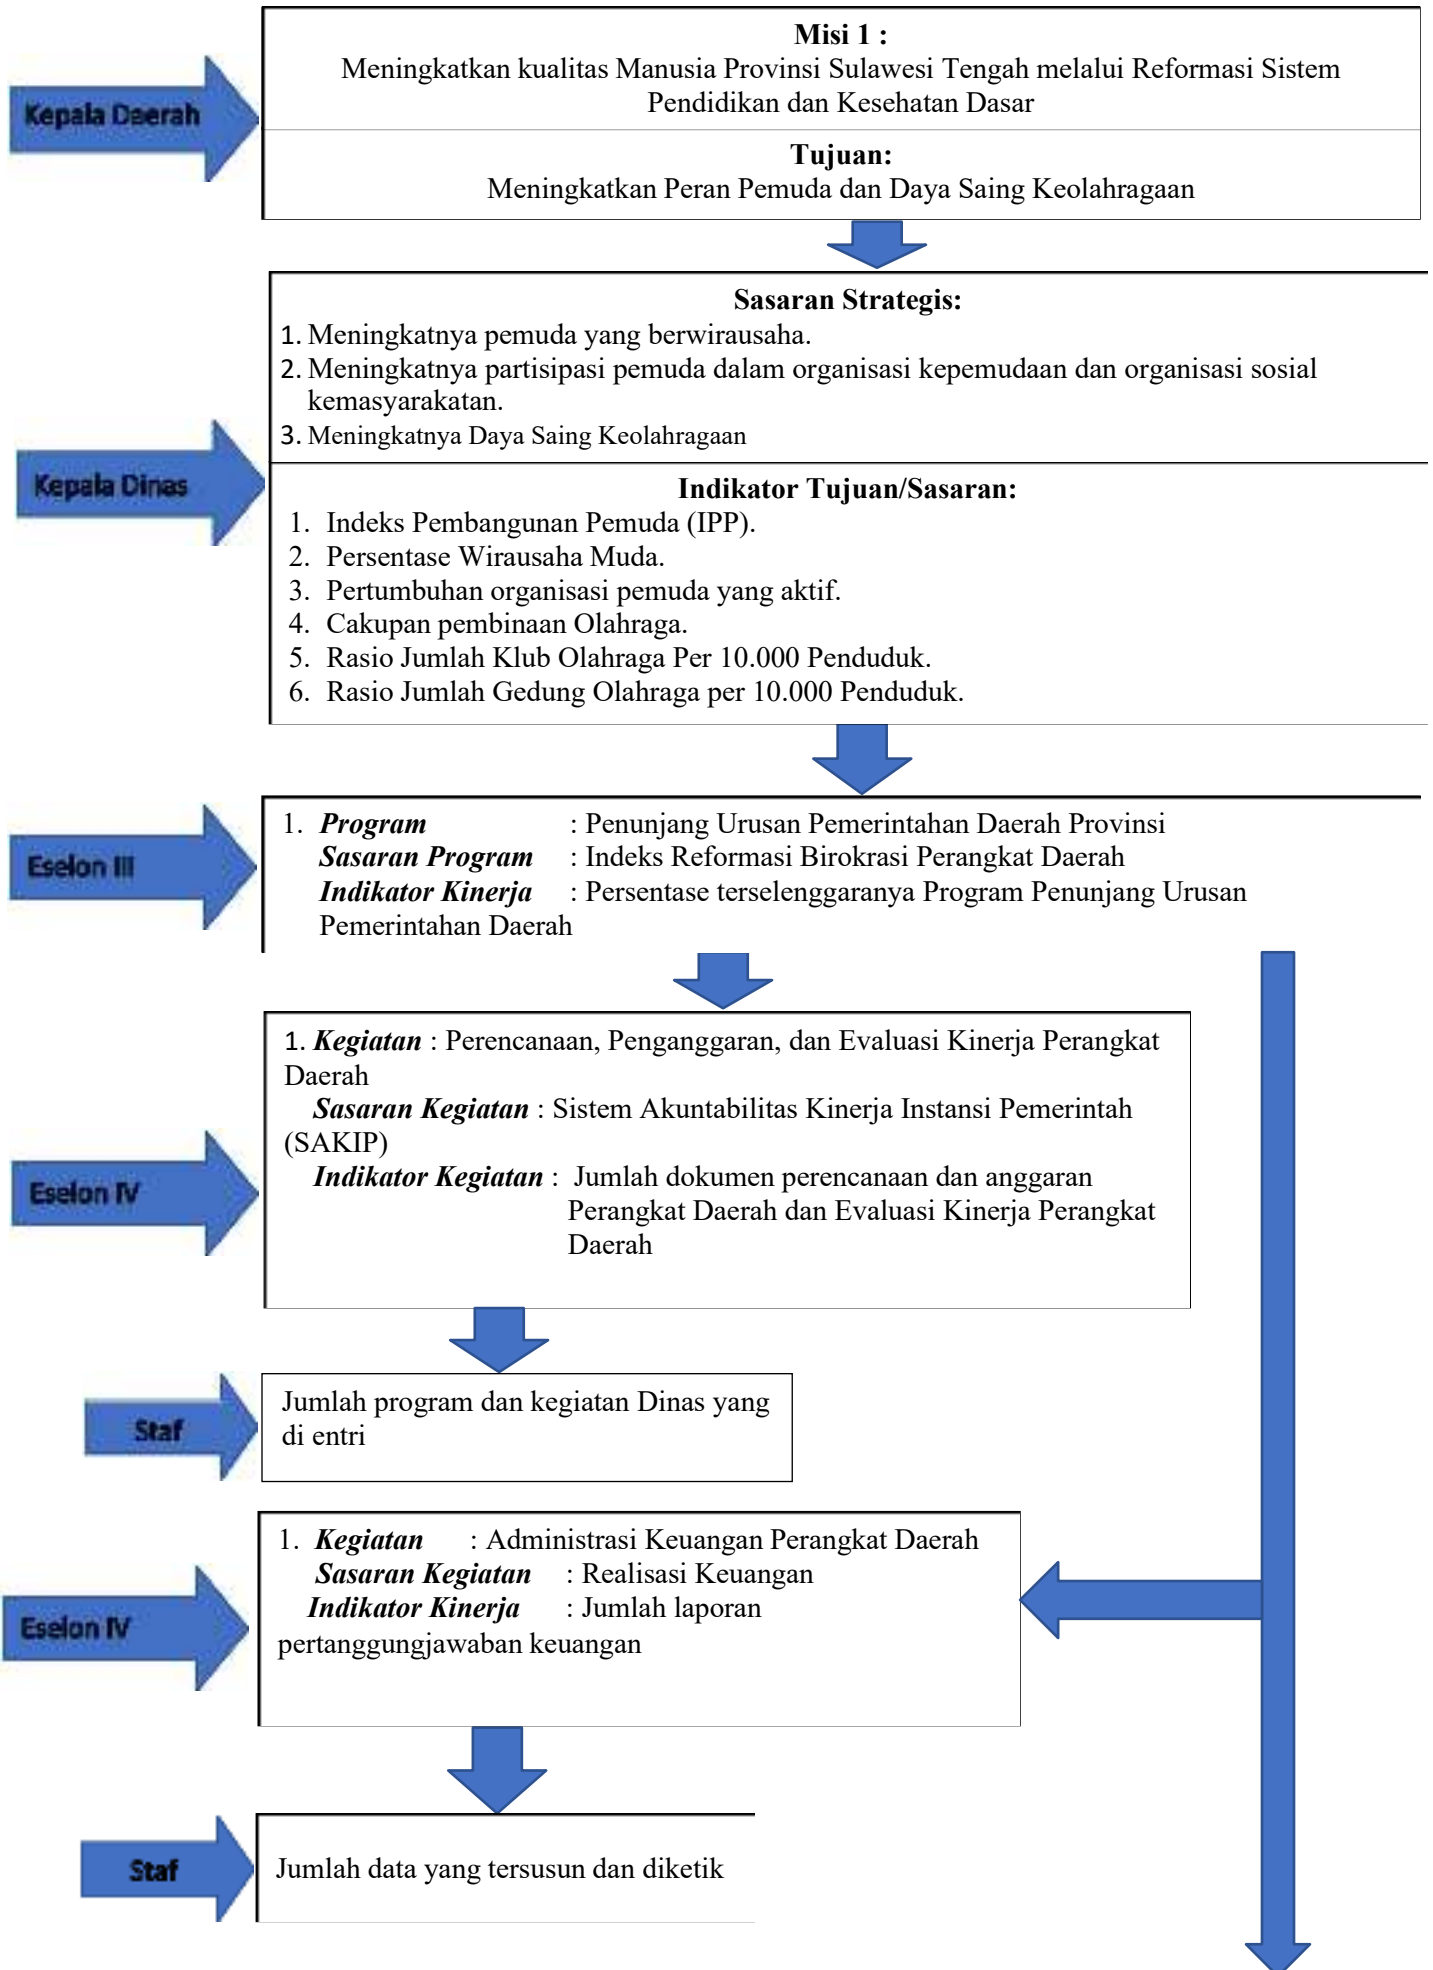 Misi 1 :
Meningkatkan kualitas Manusia Provinsi Sulawesi Tengah melalui Reformasi Sistem
Pendidikan dan Kesehatan Dasar
Kepala Daerah
Tujuan:
Meningkatkan Peran Pemuda dan Daya Saing Keolahragaan
Sasaran Strategis:
1. Meningkatnya pemuda yang berwirausaha.
2. Meningkatnya partisipasi pemuda dalam organisasi kepemudaan dan organisasi sosial
kemasyarakatan.
3. Meningkatnya Daya Saing Keolahragaan
Kepala Dinas
Indikator Tujuan/Sasaran:
1. Indeks Pembangunan Pemuda (IPP).
2. Persentase Wirausaha Muda.
3. Pertumbuhan organisasi pemuda yang aktif.
4. Cakupan pembinaan Olahraga.
5. Rasio Jumlah Klub Olahraga Per 10.000 Penduduk.
6. Rasio Jumlah Gedung Olahraga per 10.000 Penduduk.
Eselon III
1. Program : Penunjang Urusan Pemerintahan Daerah Provinsi
Sasaran Program : Indeks Reformasi Birokrasi Perangkat Daerah
Indikator Kinerja : Persentase terselenggaranya Program Penunjang Urusan
Pemerintahan Daerah
1. Kegiatan : Perencanaan, Penganggaran, dan Evaluasi Kinerja Perangkat
Daerah
Sasaran Kegiatan : Sistem Akuntabilitas Kinerja Instansi Pemerintah
(SAKIP)
Eselon IV
Indikator Kegiatan : Jumlah dokumen perencanaan dan anggaran
Perangkat Daerah dan Evaluasi Kinerja Perangkat
Daerah
Staf
Jumlah program dan kegiatan Dinas yang
di entri
1. Kegiatan : Administrasi Keuangan Perangkat Daerah
Sasaran Kegiatan : Realisasi Keuangan
Indikator Kinerja : Jumlah laporan
pertanggungjawaban keuangan
Eselon IV
Staf
Jumlah data yang tersusun dan diketik